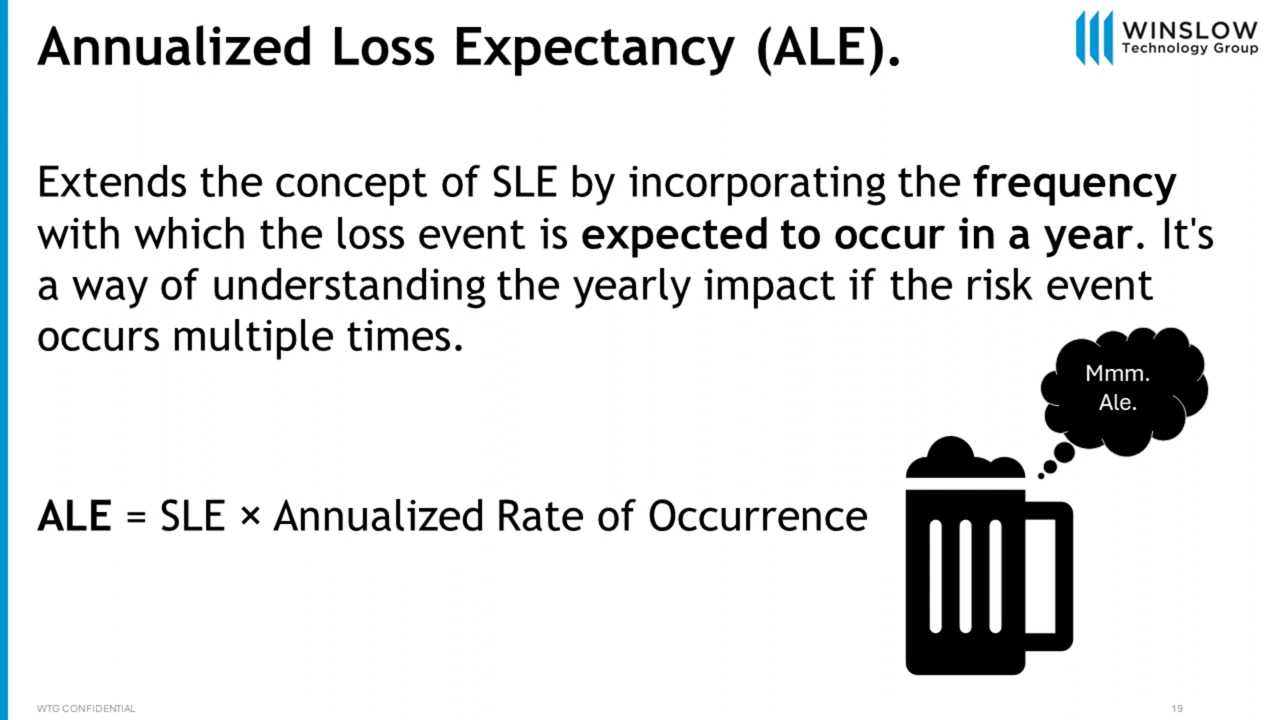 Annualized Loss Expectancy (ALE).
WINSLOW
Technology Group
Extends the concept of SLE by incorporating the frequency
with which the loss event is expected to occur in a year. It's
a way of understanding the yearly impact if the risk event
occurs multiple times.
Mmm.
Ale.
ALE = SLE × Annualized Rate of Occurrence
WTG CONFIDENTIAL
19